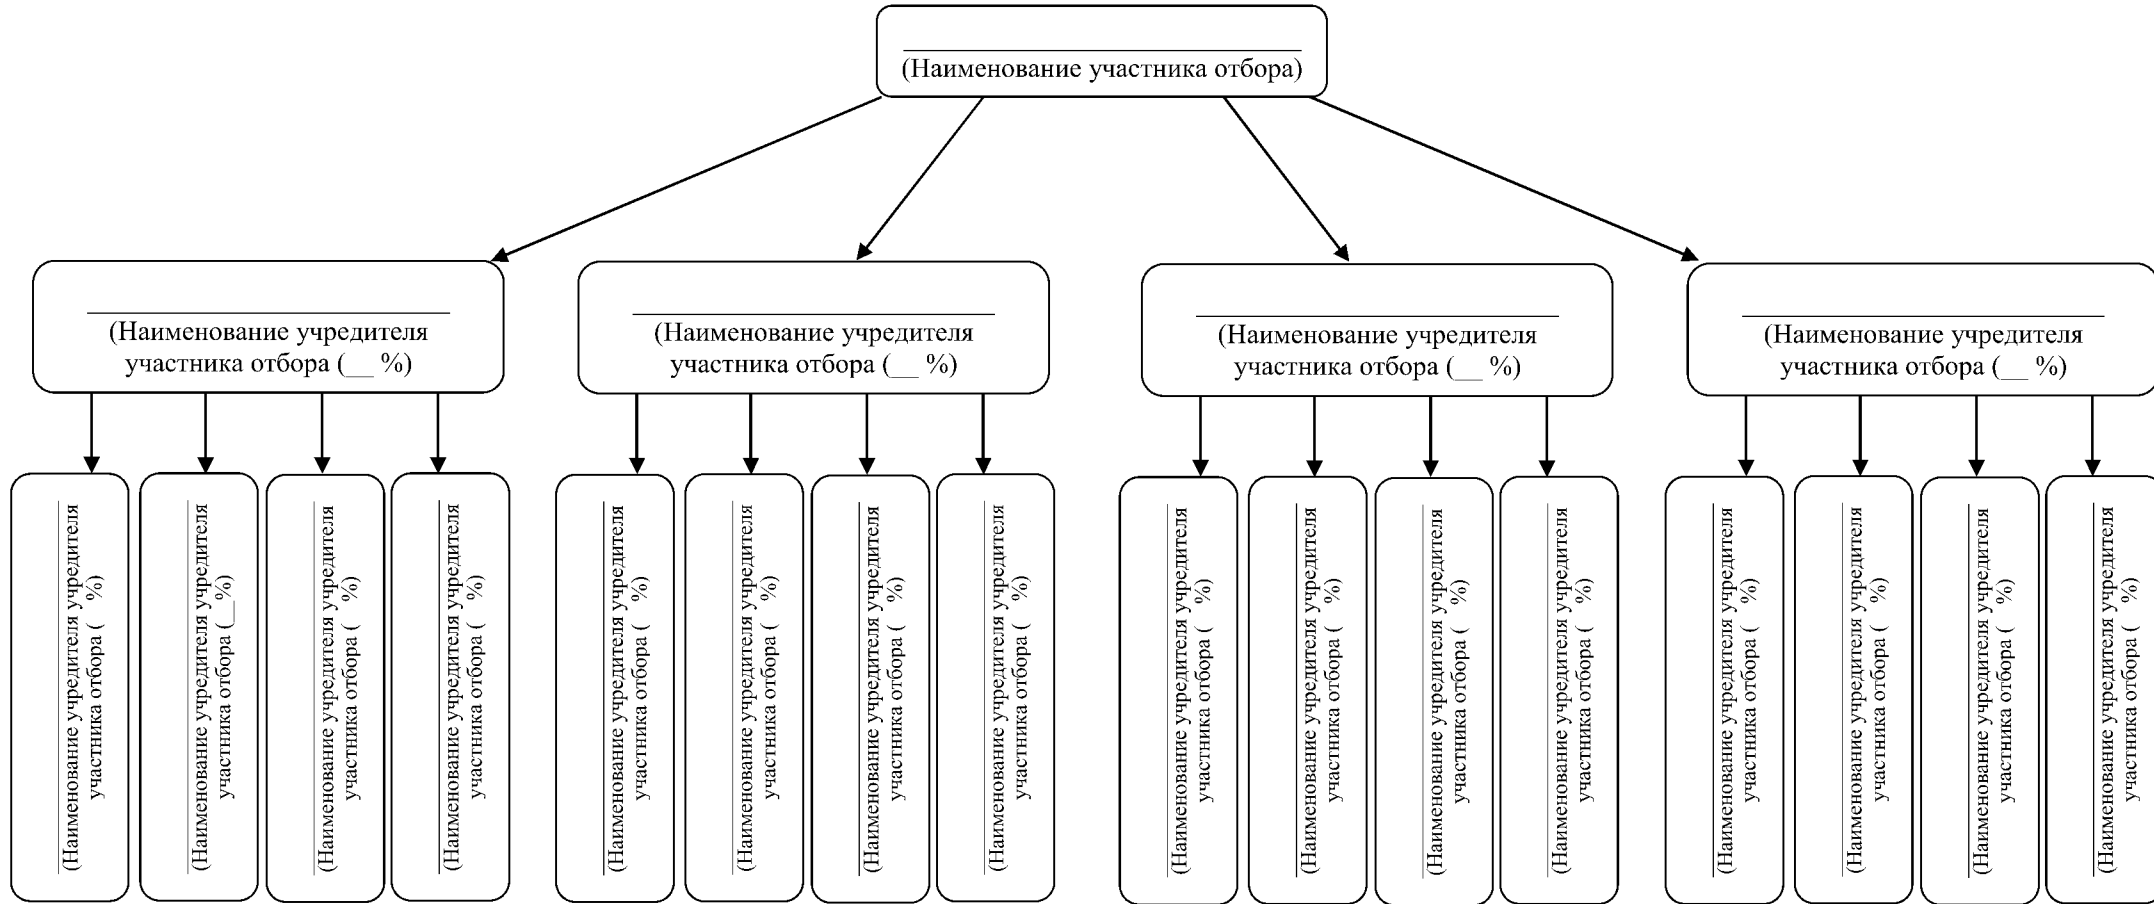 (Наименование участника отбора)
(Наименование учредителя
участника отбора (__ %)
(Наименование учредителя
участника отбора (__ %)
(Наименование учредителя
участника отбора (__ %)
(Наименование учредителя
участника отбора (__ %)
(Наименование учредителя учредителя
участника отбора ( %)
(Наименование учредителя учредителя
участника отбора (__%)
(Наименование учредителя учредителя
участника отбора ( %)
(Наименование учредителя учредителя
участника отбора ( %)
(Наименование учредителя учредителя
участника отбора ( %)
(Наименование учредителя учредителя
участника отбора ( %)
(Наименование учредителя учредителя
участника отбора ( %)
(Наименование учредителя учредителя
участника отбора ( %)
(Наименование учредителя учредителя
участника отбора ( %)
(Наименование учредителя учредителя
участника отбора ( %)
(Наименование учредителя учредителя
участника отбора ( %)
(Наименование учредителя учредителя
участника отбора ( %)
(Наименование учредителя учредителя
участника отбора ( %)
(Наименование учредителя учредителя
участника отбора ( %)
(Наименование учредителя учредителя
участника отбора ( %)
(Наименование учредителя учредителя
участника отбора ( %)